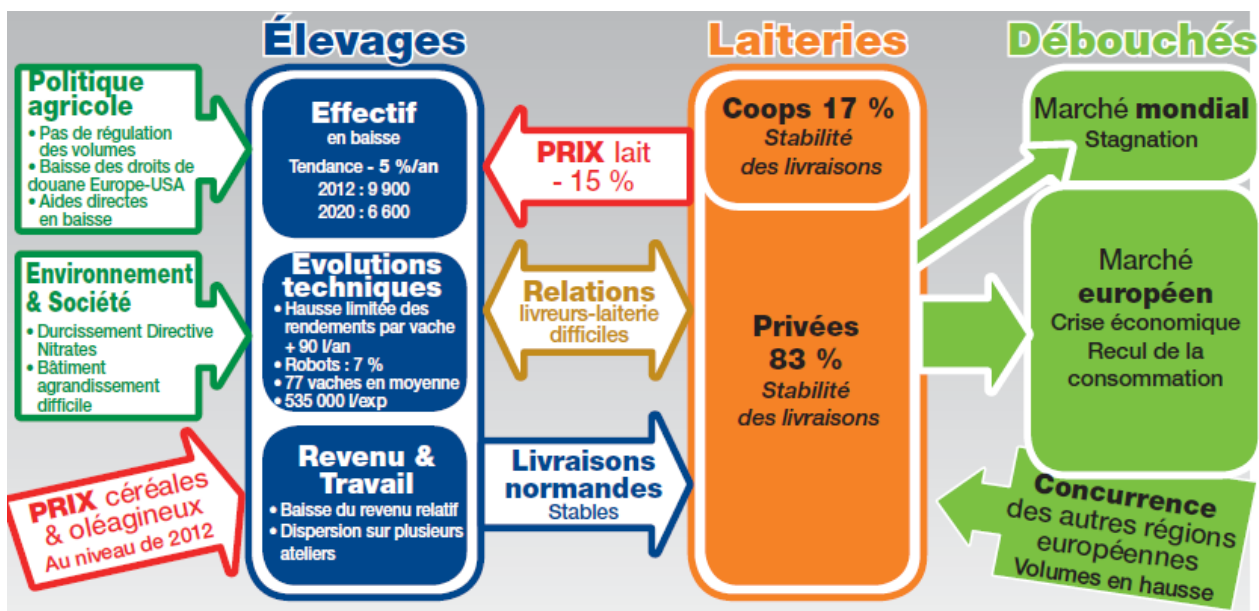 Élevages
Laiteries
Débouchés
Politique
agricole
• Pas de régulation
des volumes
• Baisse des droits de
douane Europe-USA
• Aides directes
en baisse
Environnement
& Société
• Durcissement Directive
Nitrates
• Bâtiment
agrandissement
difficile
PRIX céréales
& oléagineux
Au niveau de 2012
Effectif
en baisse
Tendance - 5 %/an
2012 : 9 900
2020 : 6 600
Evolutions
techniques
• Hausse limitée des
rendements par vache
+ 90 l/an
• Robots : 7 %
• 77 vaches en moyenne
• 535 000 l/exp
Revenu &
Travail
• Baisse du revenu relatif
• Dispersion sur plusieurs
ateliers
PRIX lait
- 15 %
Relations
livreurs-laiterie
difficiles
Livraisons
normandes
Stables
Coops 17 %
Stabilité
des livraisons
Privées
83 %
Stabilité
des livraisons
Marché mondial
Stagnation
Marché
européen
Crise économique
Recul de la
consommation
Concurrence
des autres régions
européennes
Volumes en hausse